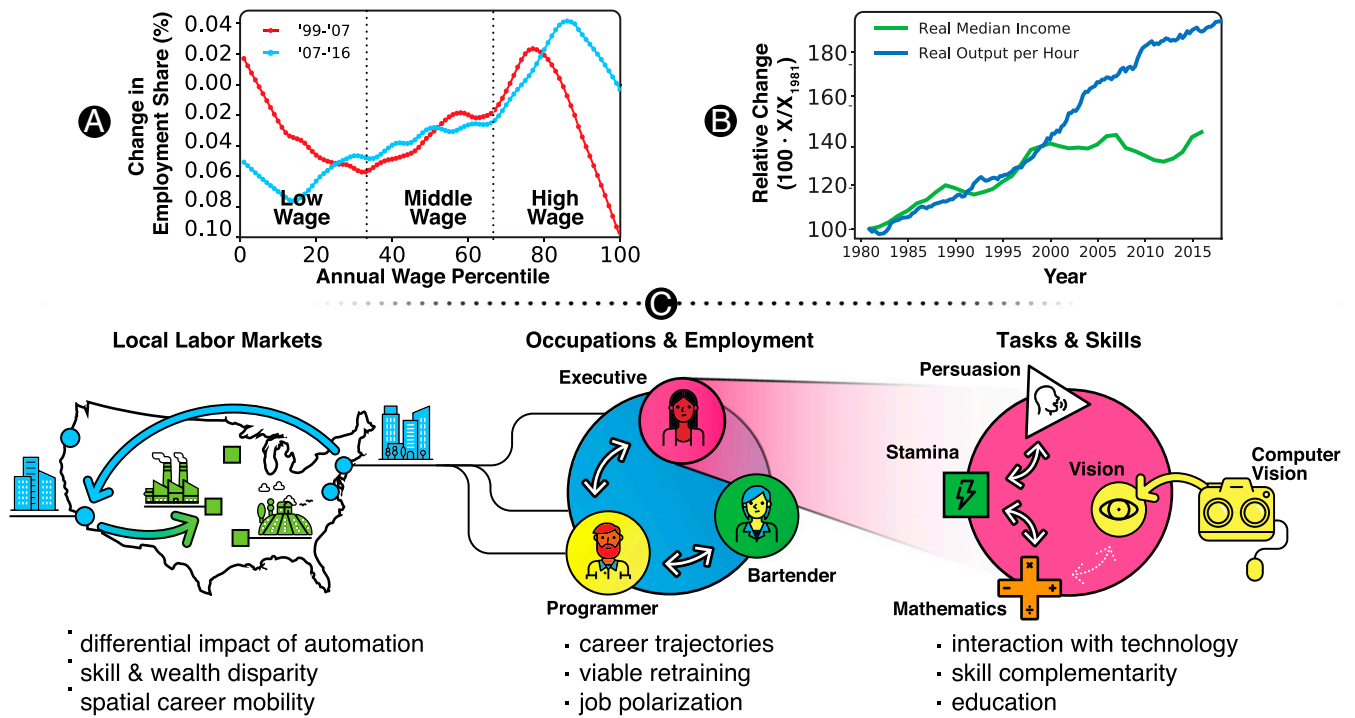 A
Change in
Employment Share (%)
0.04
0.02
0.00
0.02
0.04
0.06
0.08
0.10
'99-'07
'07-'16
Low
Wage
Middle
Wage
High
Wage
0 20 40 60 80 100
Annual Wage Percentile
B
Relative Change
(100 · X/X1981)
180
160
140
120
100
Real Median Income
Real Output per Hour
1980 1985 1990 1995 2000 2005 2010 2015
Year
C
Local Labor Markets
· differential impact of automation
· skill & wealth disparity
· spatial career mobility
Occupations & Employment
Executive
Programmer
Bartender
· career trajectories
· viable retraining
· job polarization
Tasks & Skills
Persuasion
Stamina
Vision
Computer
Vision
Mathematics
· interaction with technology
· skill complementarity
· education